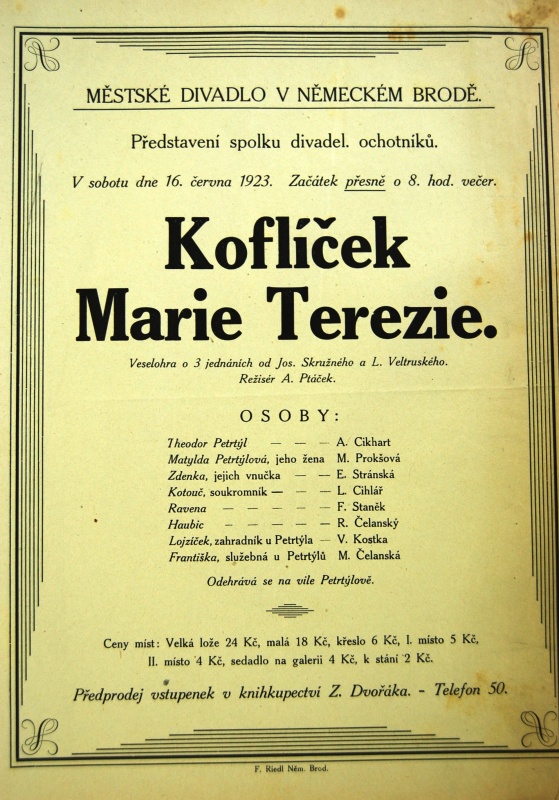 MĚSTSKÉ DIVADLO V NĚMECKÉM BRODĚ.
Představení spolku divadel. ochotníků.
V sobotu dne 16. června 1923. Začátek přesně o 8. hod. večer.
Koflíček
Marie Terezie.
Veselohra o 3 jednáních od Jos. Skružného a L. Veltruského.
Režisér A. Ptáček.
OSOBY:
Theodor Petrtýl — — — A. Cikhart
Matylda Petrtýlová, jeho žena M. Prokšová
Zdenka, jejich vnučka — — E. Stránská
Kotouč, soukromník — — L. Cihlář
Ravena — — — — — F. Staněk
Haubic — — — — — R. Čelanský
Lojzíček, zahradník u Petrtýla — V. Kostka
Františka, služebná u Petrtýlů M. Čelanská
Odehrává se na vile Petrtýlově.
Ceny míst: Velká lože 24 Kč, malá 18 Kč, křeslo 6 Kč, I. místo 5 Kč,
II. místo 4 Kč, sedadlo na galerii 4 Kč, k stání 2 Kč.
Předprodej vstupenek v knihkupectví Z. Dvořáka. - Telefon 50.
F. Riedl Něm. Brod.